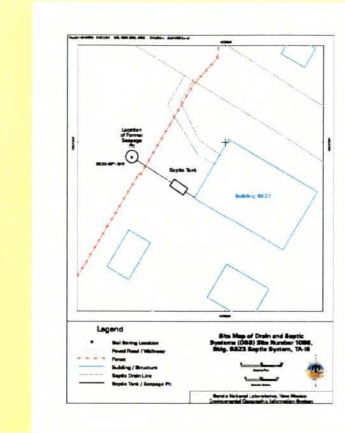 Location
of Former
Seepage
Pit
Septic Tank
Building 6823
Legend
Soil Boring Location
Paved Road / Walkway
Fence
Building / Structure
Septic Drain Line
Septic Tank / Seepage Pit
Site Map of Drain and Septic
Systems (DSS) Site Number 1086,
Bldg. 6823 Septic System, TA-III
Sandia National Laboratories, New Mexico
Environmental Geographic Information System